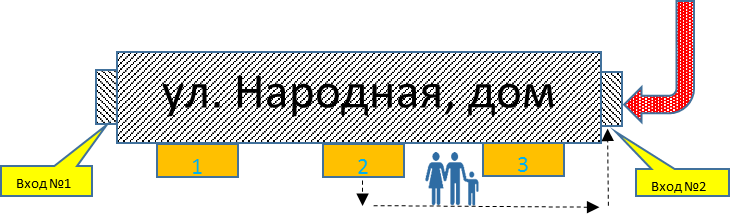 ул. Народная, дом
1
2
3
Вход №1
Вход №2